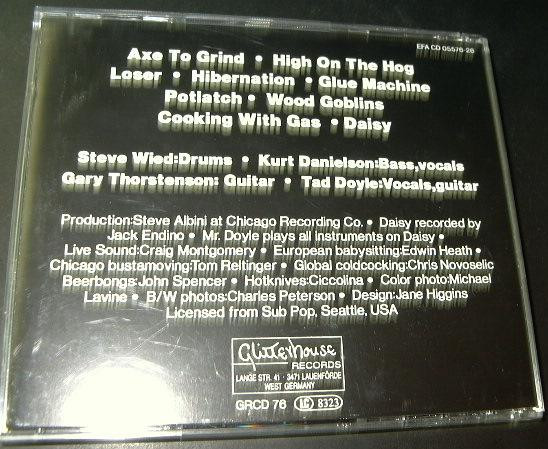 EFA CD 05576-26
Axe To Grind • High On The Hog
Loser • Hibernation • Glue Machine
Potlatch • Wood Goblins
Cooking With Gas • Daisy
Steve Wied:Drums • Kurt Danielson:Bass,vocals
Gary Thorstenson: Guitar • Tad Doyle:Vocals,guitar
Production:Steve Albini at Chicago Recording Co. • Daisy recorded by
Jack Endino • Mr. Doyle plays all instruments on Daisy •
Live Sound:Craig Montgomery • European babysitting:Edwin Heath •
Chicago bustamoving:Tom Reltinger • Global coldcocking:Chris Novoselic
Beerbongs:John Spencer • Hotknives:Ciccolina • Color photo:Michael
Lavine • B/W photos:Charles Peterson • Design:Jane Higgins
Licensed from Sub Pop, Seattle, USA
Glitterhouse
RECORDS
LANGE STR. 41 · 3471 LAUENFÖRDE
WEST GERMANY
GRCD 76 LC 8323